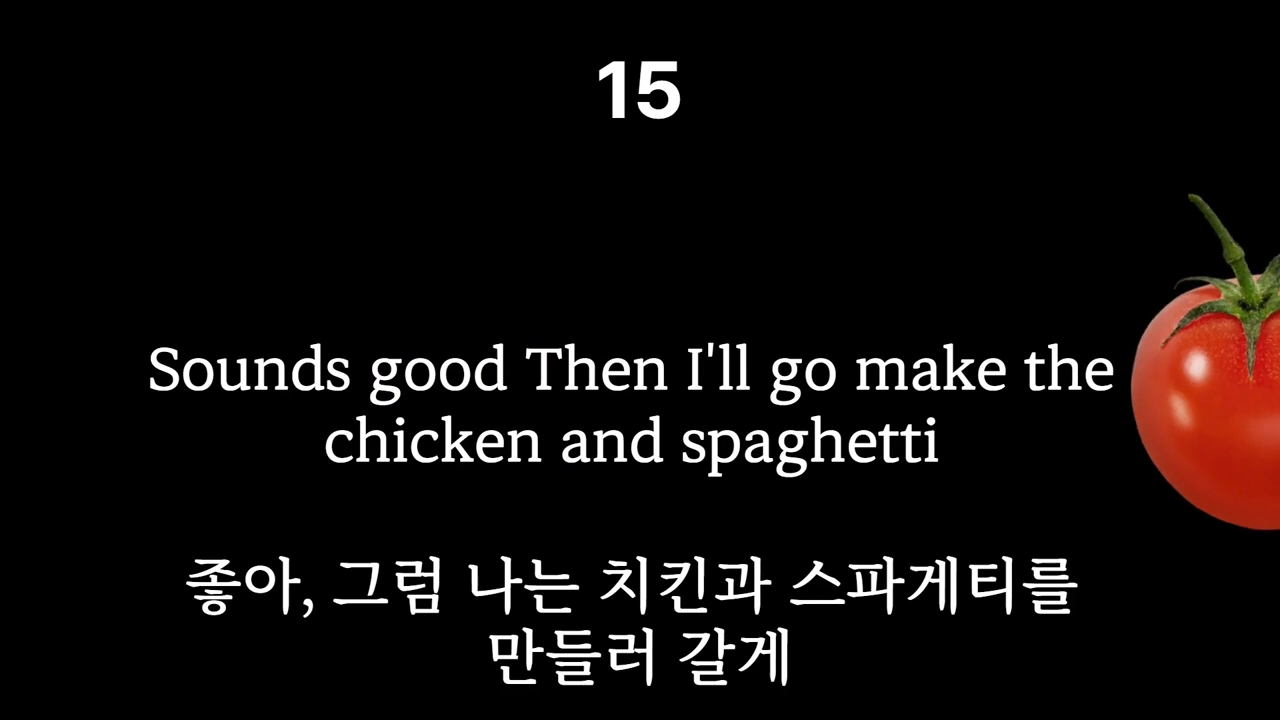 15
Sounds good Then I'll go make the
chicken and spaghetti
좋아, 그럼 나는 치킨과 스파게티를
만들러 갈게